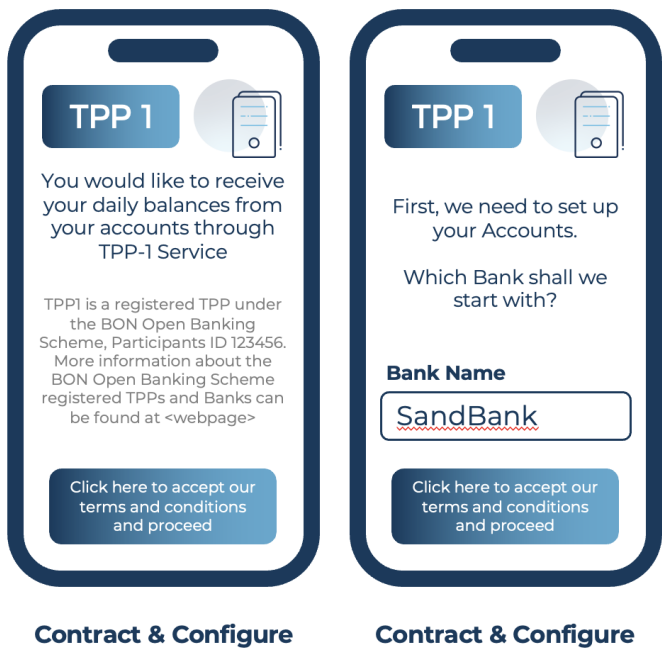 TPP 1
You would like to receive
your daily balances from
your accounts through
TPP-1 Service
TPP1 is a registered TPP under
the BON Open Banking
Scheme, Participants ID 123456.
More information about the
BON Open Banking Scheme
registered TPPs and Banks can
be found at <webpage>
Click here to accept our
terms and conditions
and proceed
Contract & Configure
TPP 1
First, we need to set up
your Accounts.
Which Bank shall we
start with?
Bank Name
SandBank
Click here to accept our
terms and conditions
and proceed
Contract & Configure